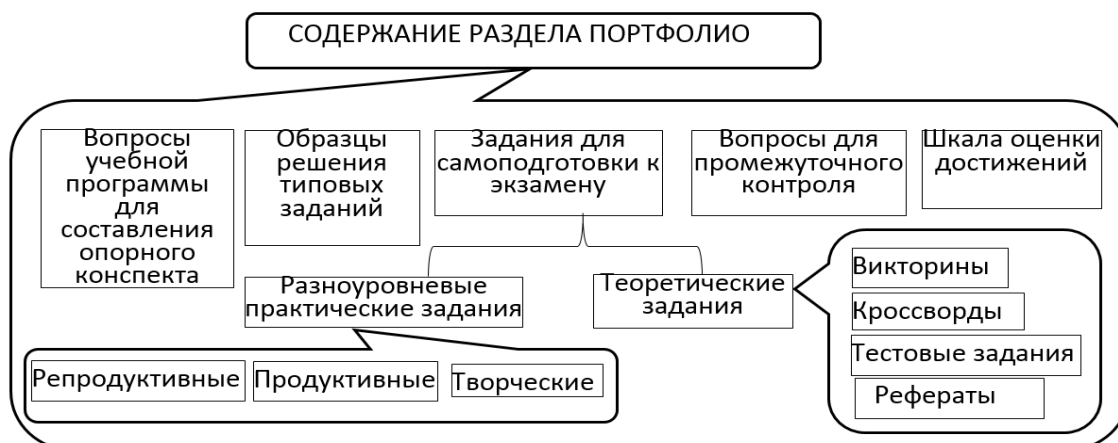 СОДЕРЖАНИЕ РАЗДЕЛА ПОРТФОЛИО
Вопросы
учебной
программы
для
составления
опорного
конспекта
Образцы
решения
типовых
заданий
Задания для
самоподготовки к
экзамену
Вопросы для
промежуточного
контроля
Шкала оценки
достижений
Разноуровневые
практические задания
Теоретические
задания
Репродуктивные
Продуктивные
Творческие
Викторины
Кроссворды
Тестовые задания
Рефераты